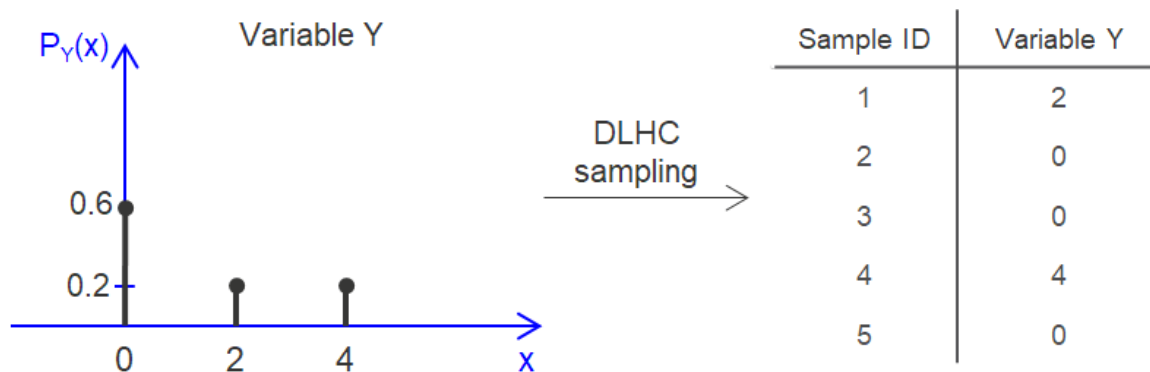 Variable Y
P_Y(x)
0.6
0.2
0 2 4
x
DLHC
sampling
Sample ID Variable Y
1 2
2 0
3 0
4 4
5 0